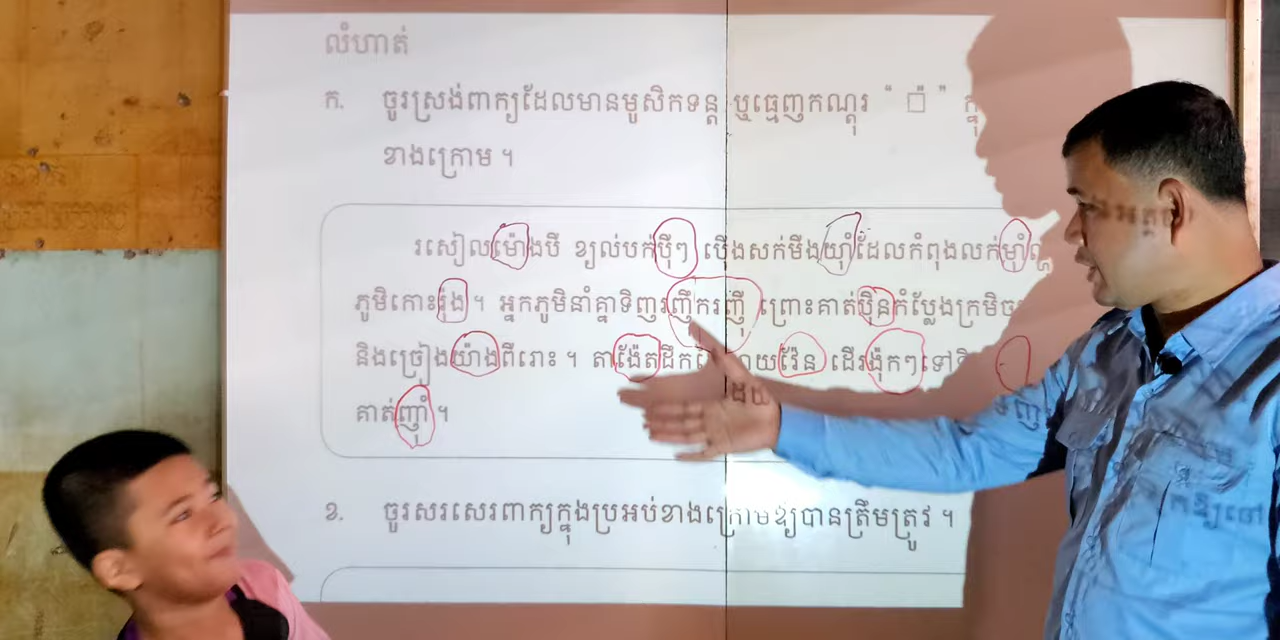 លំហាត់
ក. ចូរស្រង់ពាក្យដែលមានមូសិកទន្ត ឬធ្មេញកណ្ដុរ “ ៉ ”
ខាងក្រោម ។
រសៀលម៉ោងបី ខ្យល់បក់ប៉ីៗ បើងសក់មីងយ៉ាំដែលកំពុងលក់ម៉ាំ
ភូមិកោះរ៉ុង ។ អ្នកភូមិនាំគ្នាទិញរញ៉ីករញ៉ី ព្រោះគាត់ប៉ិនកំប្លែង
និងច្រៀងយ៉ាងពីរោះ ។ តាង៉ែតដឹក វ៉ែន ដើរង៉ុកៗទៅ
គាត់ញ៉ាំ ។
ខ. ចូរសរសេរពាក្យក្នុងប្រអប់ខាងក្រោមឱ្យបានត្រឹមត្រូវ ។